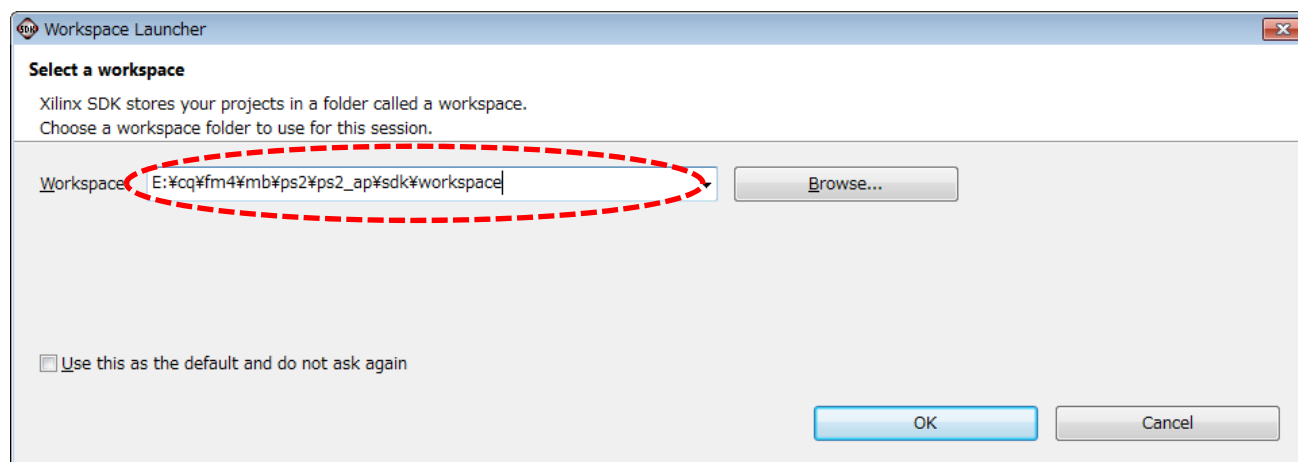 SDK Workspace Launcher
Select a workspace
Xilinx SDK stores your projects in a folder called a workspace.
Choose a workspace folder to use for this session.
Workspace E:¥cq¥fm4¥mb¥ps2¥ps2_ap¥sdk¥workspace Browse...
Use this as the default and do not ask again
OK Cancel